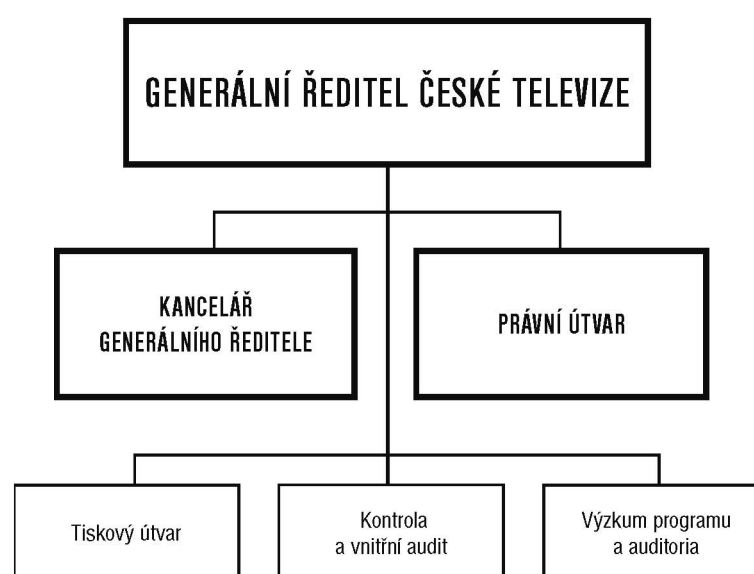 GENERÁLNÍ ŘEDITEL ČESKÉ TELEVIZE
KANCELÁŘ
GENERÁLNÍHO ŘEDITELE
PRÁVNÍ ÚTVAR
Tiskový útvar
Kontrola
a vnitřní audit
Výzkum programu
a auditoria